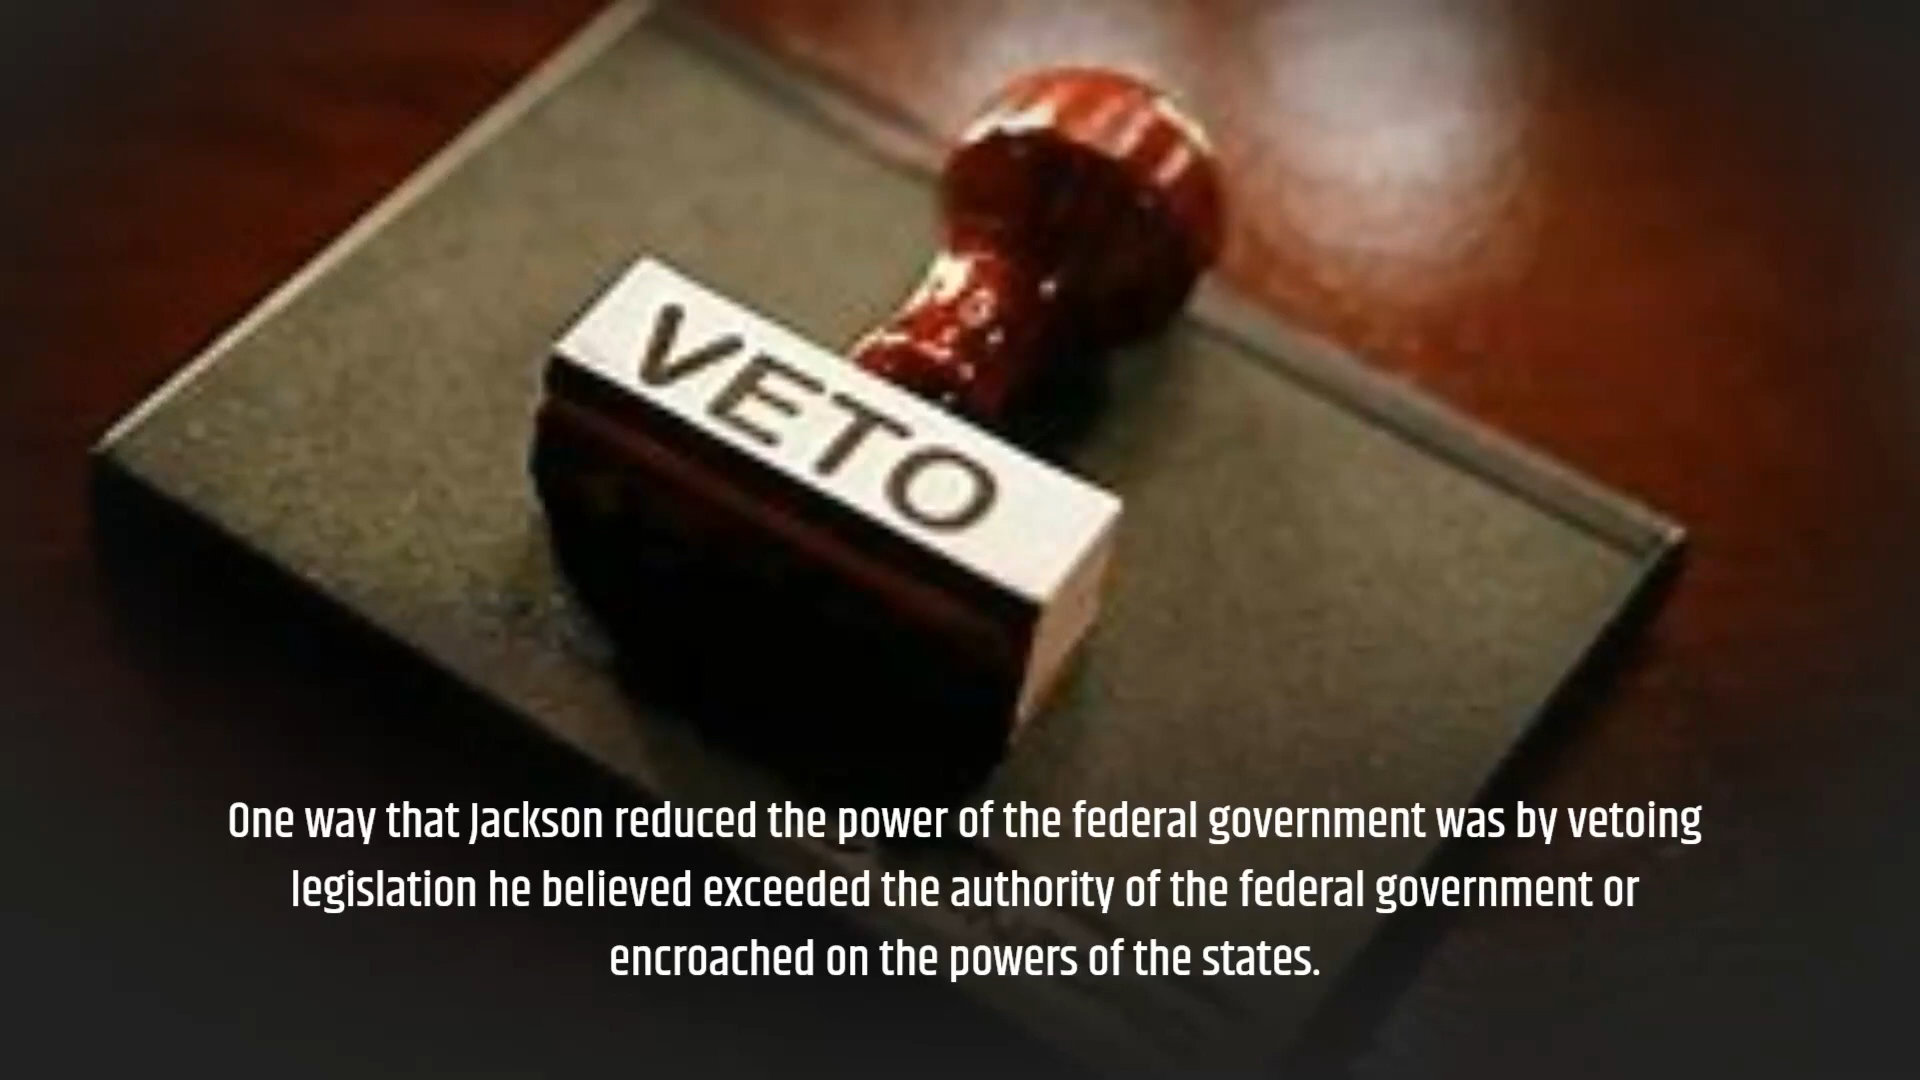 VETO
One way that Jackson reduced the power of the federal government was by vetoing
legislation he believed exceeded the authority of the federal government or
encroached on the powers of the states.